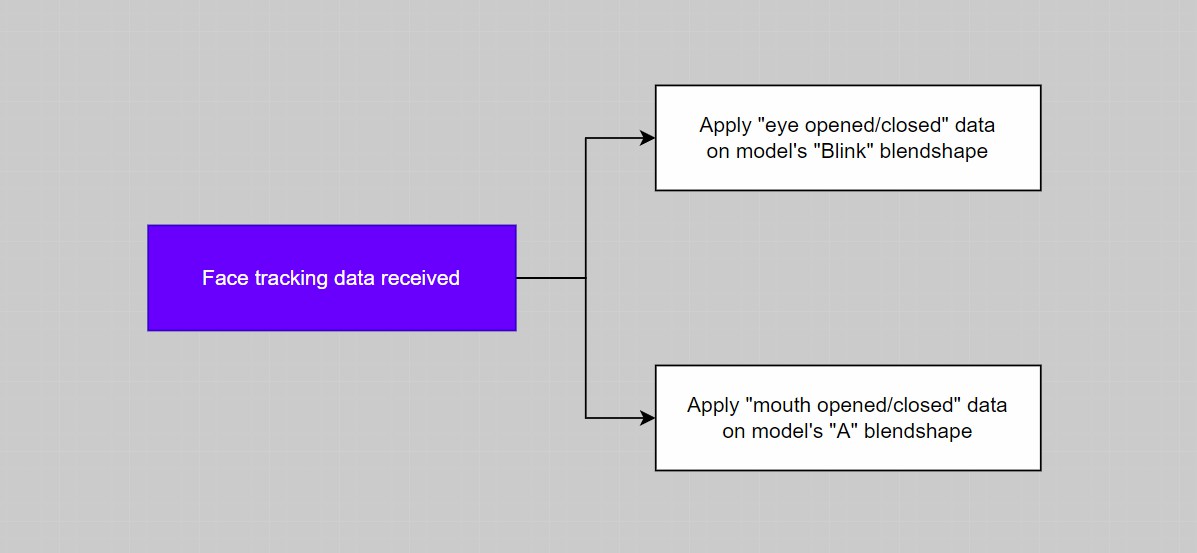 Face tracking data received
Apply "eye opened/closed" data
on model's "Blink" blendshape
Apply "mouth opened/closed" data
on model's "A" blendshape